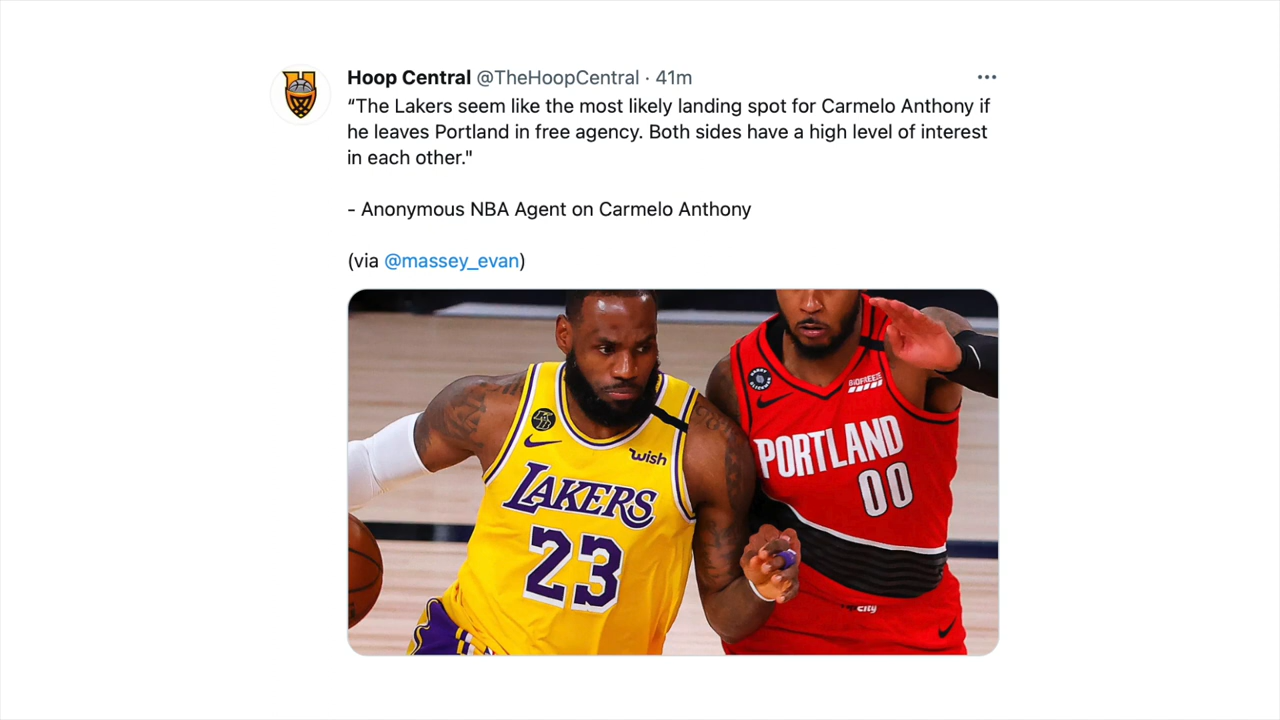 Hoop Central @TheHoopCentral · 41m
“The Lakers seem like the most likely landing spot for Carmelo Anthony if
he leaves Portland in free agency. Both sides have a high level of interest
in each other."
- Anonymous NBA Agent on Carmelo Anthony
(via @massey_evan)
BIOFREEZE
wish
PORTLAND
00
LAKERS
23
city